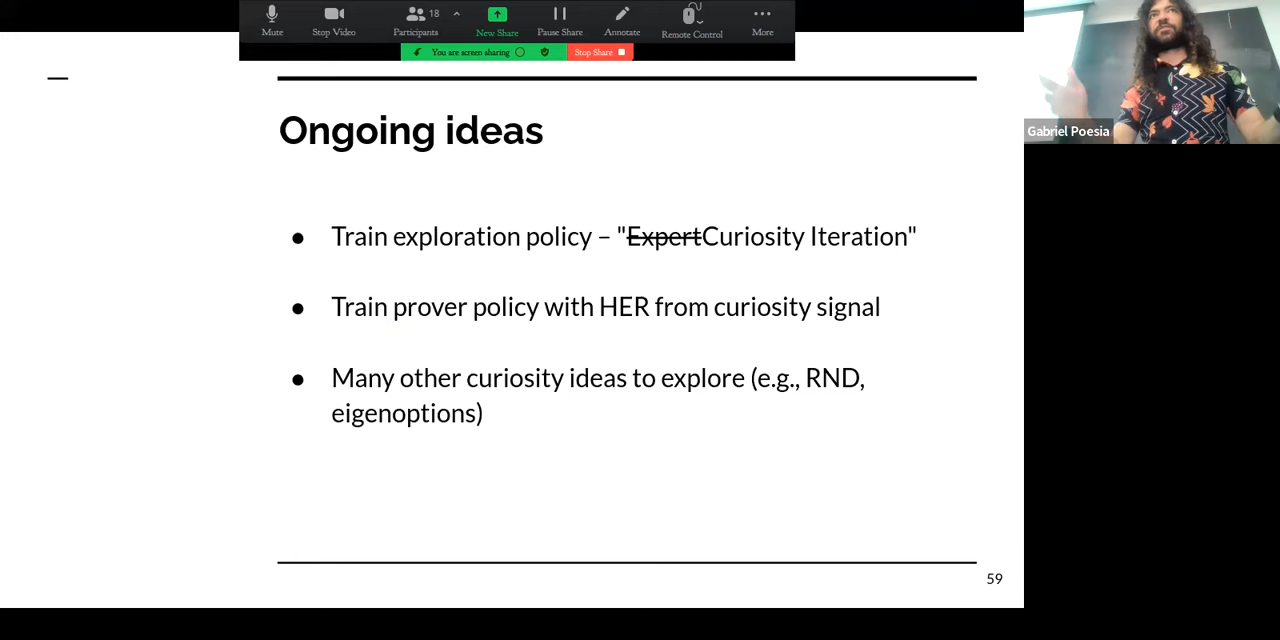 Mute
Stop Video
Participants
18
New Share
Pause Share
Annotate
Remote Control
More
You are screen sharing
Stop Share
Gabriel Poesia
Ongoing ideas
● Train exploration policy – "ExpertCuriosity Iteration"
● Train prover policy with HER from curiosity signal
● Many other curiosity ideas to explore (e.g., RND,
eigenoptions)
59